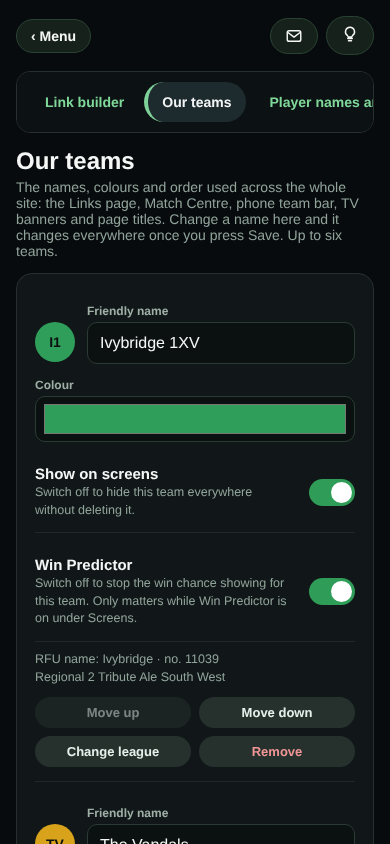 ‹ Menu
Link builder
Our teams
Player names a
Our teams
The names, colours and order used across the whole
site: the Links page, Match Centre, phone team bar, TV
banners and page titles. Change a name here and it
changes everywhere once you press Save. Up to six
teams.
Friendly name
I1
Ivybridge 1XV
Colour
Show on screens
Switch off to hide this team everywhere
without deleting it.
Win Predictor
Switch off to stop the win chance showing for
this team. Only matters while Win Predictor is
on under Screens.
RFU name: Ivybridge · no. 11039
Regional 2 Tribute Ale South West
Move up
Move down
Change league
Remove
Friendly name
TV
The Vandals